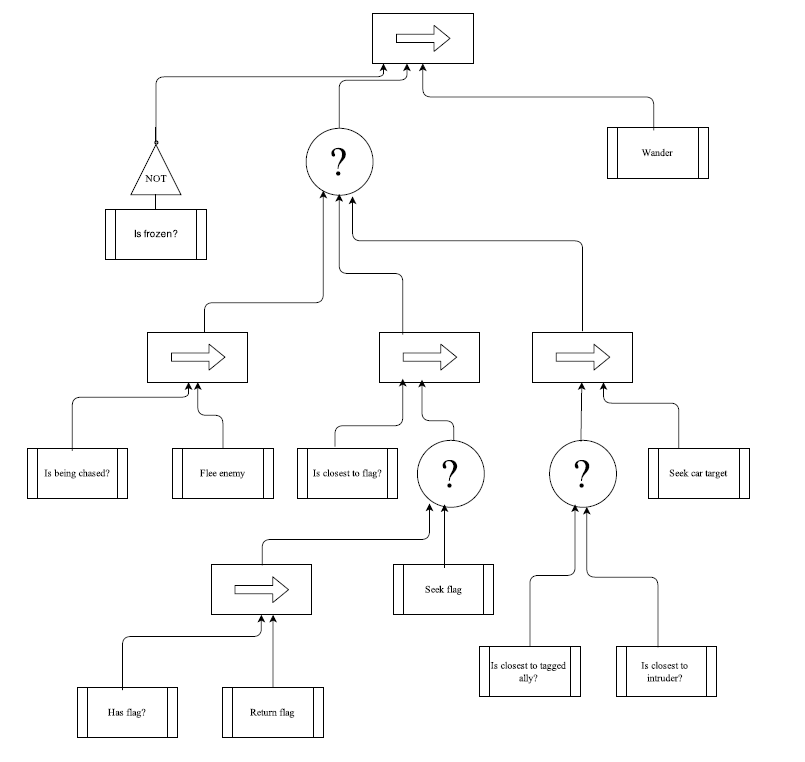 ?
Wander
NOT
Is frozen?
Is being chased?
Flee enemy
Is closest to flag?
?
?
Seek car target
Seek flag
Is closest to tagged
ally?
Is closest to
intruder?
Has flag?
Return flag